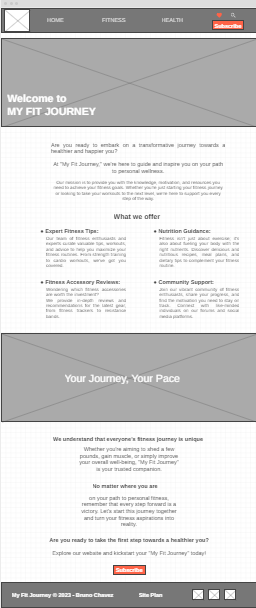 HOME FITNESS HEALTH
Subscribe
Welcome to
MY FIT JOURNEY
Are you ready to embark on a transformative journey towards a
healthier and happier you?
At "My Fit Journey," we're here to guide and inspire you on your path
to personal wellness.
Our mission is to provide you with the knowledge, motivation, and resources you
need to achieve your fitness goals. Whether you're just starting your fitness journey
or looking to take your workouts to the next level, we're here to support you every
step of the way.
What we offer
Expert Fitness Tips:
Our team of fitness enthusiasts and
experts curate valuable tips, workouts,
and advice to help you maximize your
fitness routines. From strength training
to cardio workouts, we've got you
covered.
Nutrition Guidance:
Fitness isn't just about exercise; it's
also about fueling your body with the
right nutrients. Discover delicious and
nutritious recipes, meal plans, and
dietary tips to complement your fitness
routine.
Fitness Accessory Reviews:
Wondering which fitness accessories
are worth the investment?
We provide in-depth reviews and
recommendations for the latest gear,
from fitness trackers to resistance
bands.
Community Support:
Join our vibrant community of fitness
enthusiasts, share your progress, and
find the motivation you need to stay on
track. Connect with like-minded
individuals on our forums and social
media platforms.
Your Journey, Your Pace
We understand that everyone's fitness journey is unique
Whether you're aiming to shed a few
pounds, gain muscle, or simply improve
your overall well-being, "My Fit Journey"
is your trusted companion.
No matter where you are
on your path to personal fitness,
remember that every step forward is a
victory. Let's start this journey together
and turn your fitness aspirations into
reality.
Are you ready to take the first step towards a healthier you?
Explore our website and kickstart your "My Fit Journey" today!
Subscribe
My Fit Journey © 2023 - Bruno Chavez Site Plan